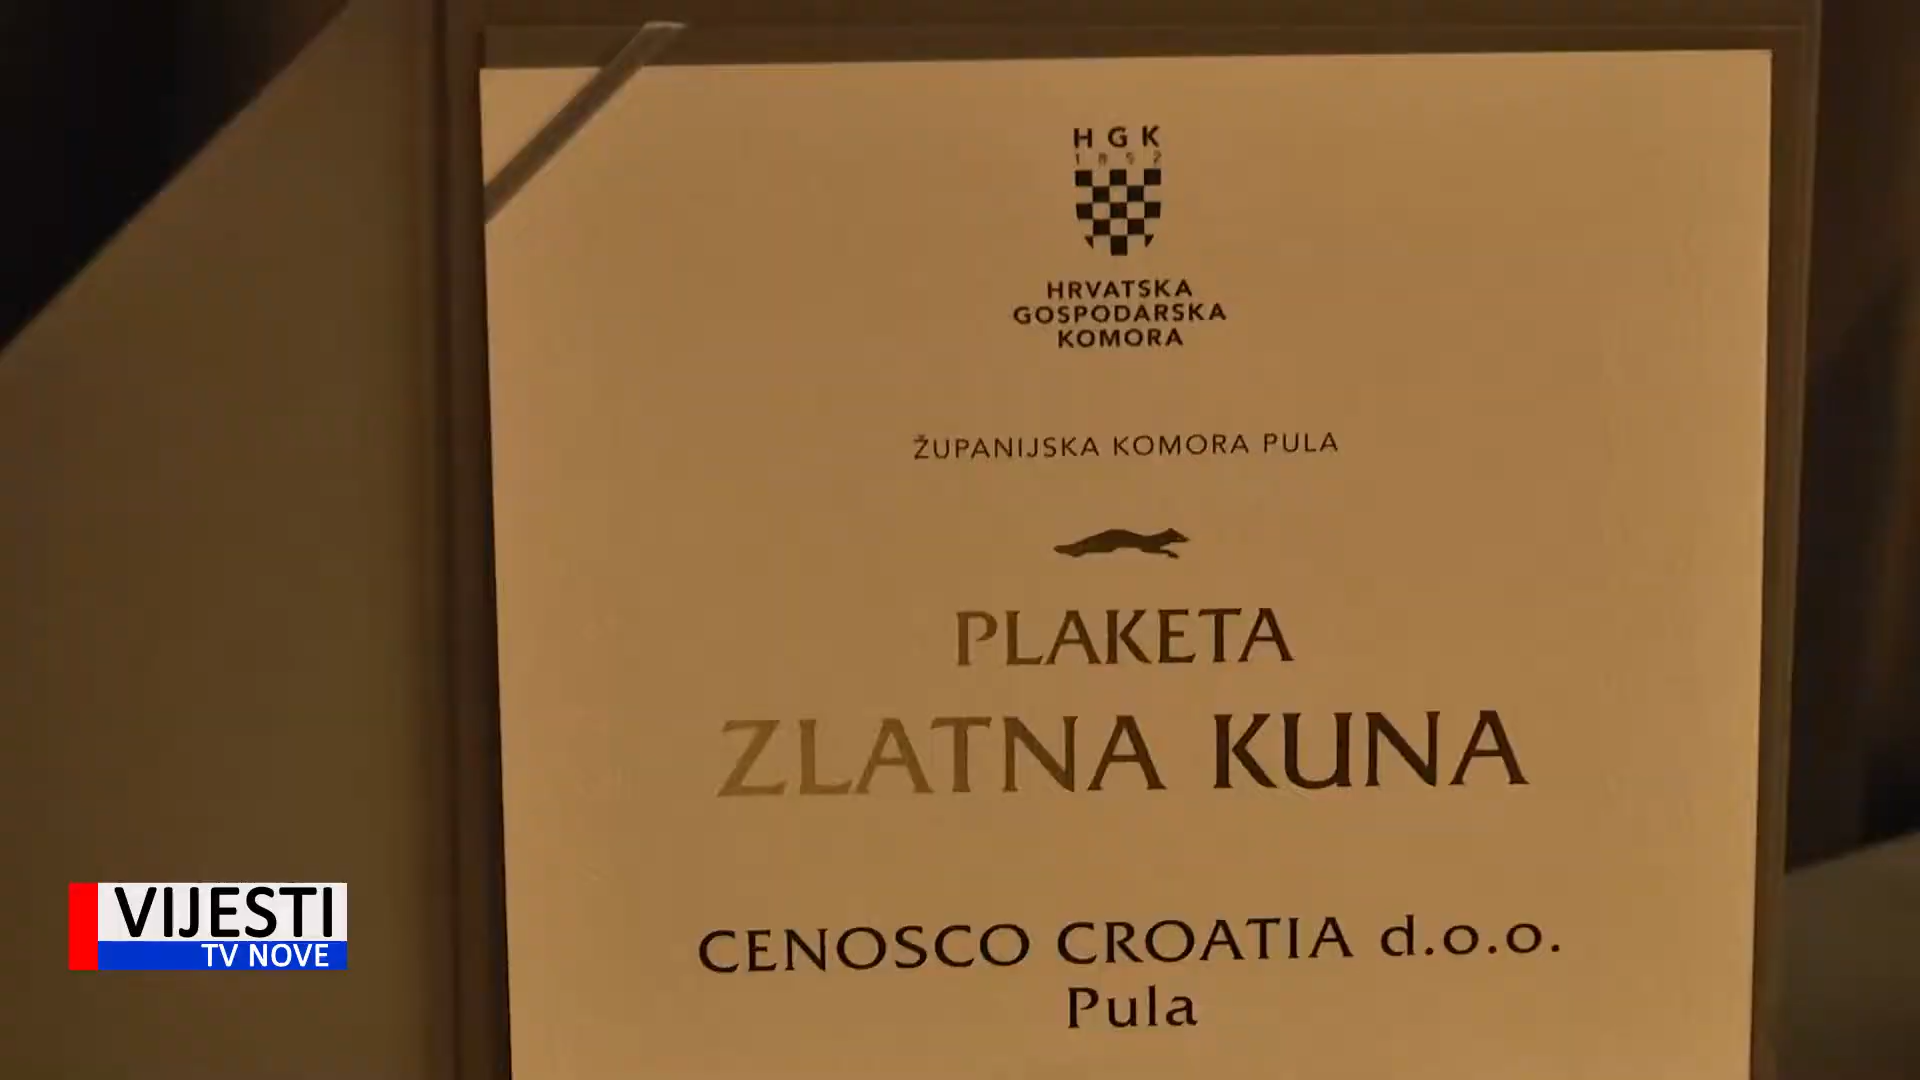 HGK
1852
HRVATSKA
GOSPODARSKA
KOMORA
ŽUPANIJSKA KOMORA PULA
PLAKETA
ZLATNA KUNA
CENOSCO CROATIA d.o.o.
Pula
VIJESTI
TV NOVE